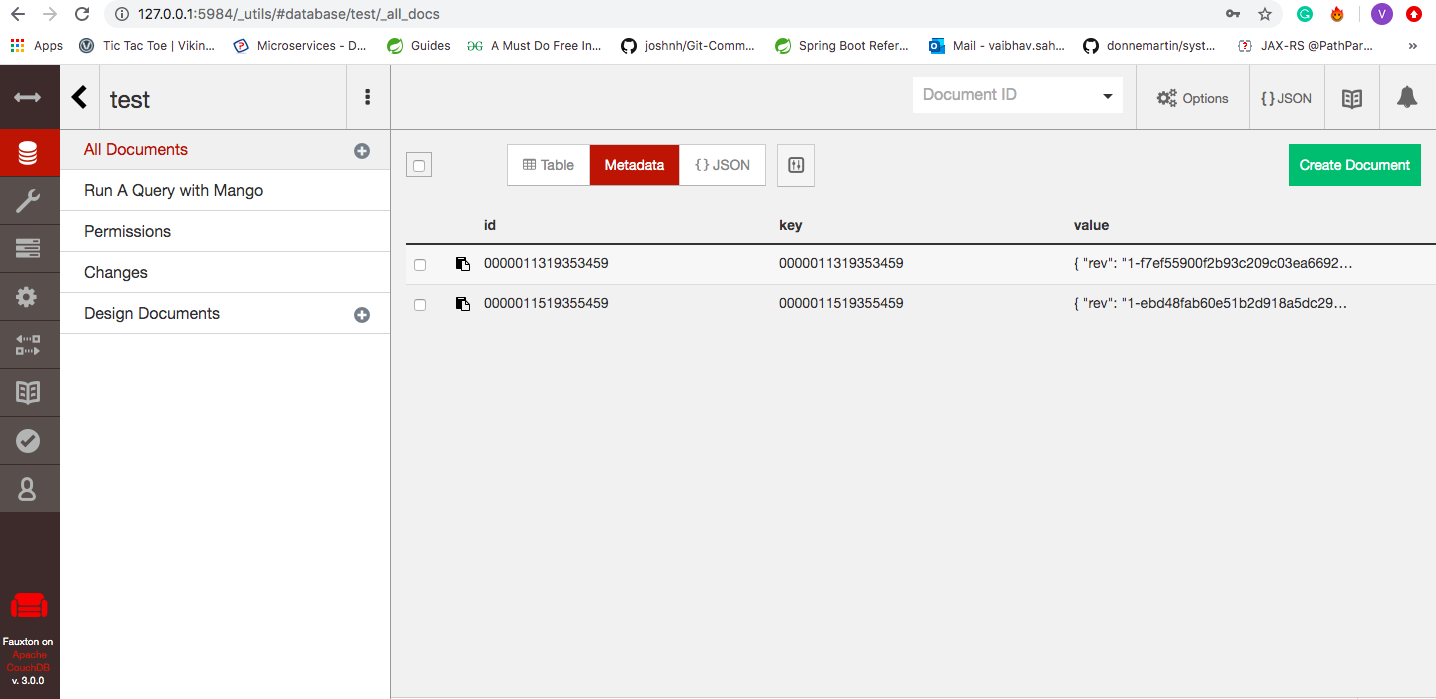 127.0.0.1:5984/_utils/#database/test/_all_docs
V
Apps Tic Tac Toe | Vikin... Microservices - D... Guides A Must Do Free In... joshnh/Git-Comm... Spring Boot Refer... Mail - vaibhav.sah... donnemartin/syst... JAX-RS @PathPar... »
test
Document ID
Options
{ } JSON
All Documents
Run A Query with Mango
Permissions
Changes
Design Documents
Table Metadata { } JSON
Create Document
id key value
0000011319353459 0000011319353459 { "rev": "1-f7ef55900f2b93c209c03ea6692...
0000011519355459 0000011519355459 { "rev": "1-ebd48fab60e51b2d918a5dc29...
Fauxton on
Apache
CouchDB
v. 3.0.0